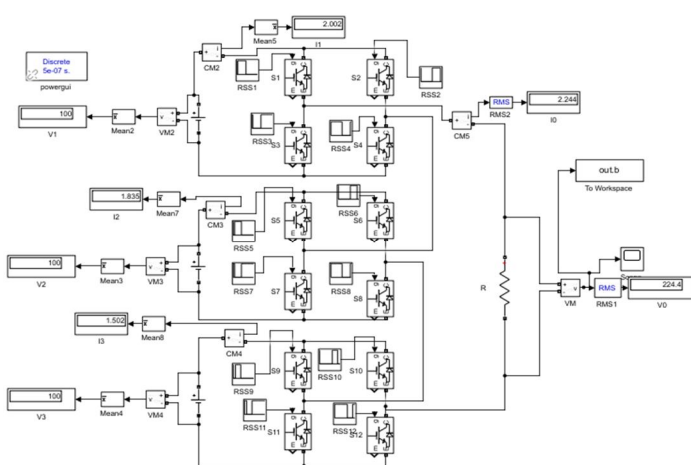 2.002
Mean5
I1
Discrete
5e-07 s.
powergui
CM2
RSS1
S1
S2
RSS2
100
V1
Mean2
VM2
RMS
RMS2
2.244
I0
CM5
RSS3
S3
RSS4
S4
out.b
To Workspace
1.835
I2
Mean7
CM3
RSS5
S5
RSS6
S6
100
V2
Mean3
VM3
RSS7
S7
RSS8
S8
R
VM
RMS
RMS1
224.4
V0
1.502
I3
Mean8
CM4
RSS9
S9
RSS10
S10
100
V3
Mean4
VM4
RSS11
S11
RSS12
S12